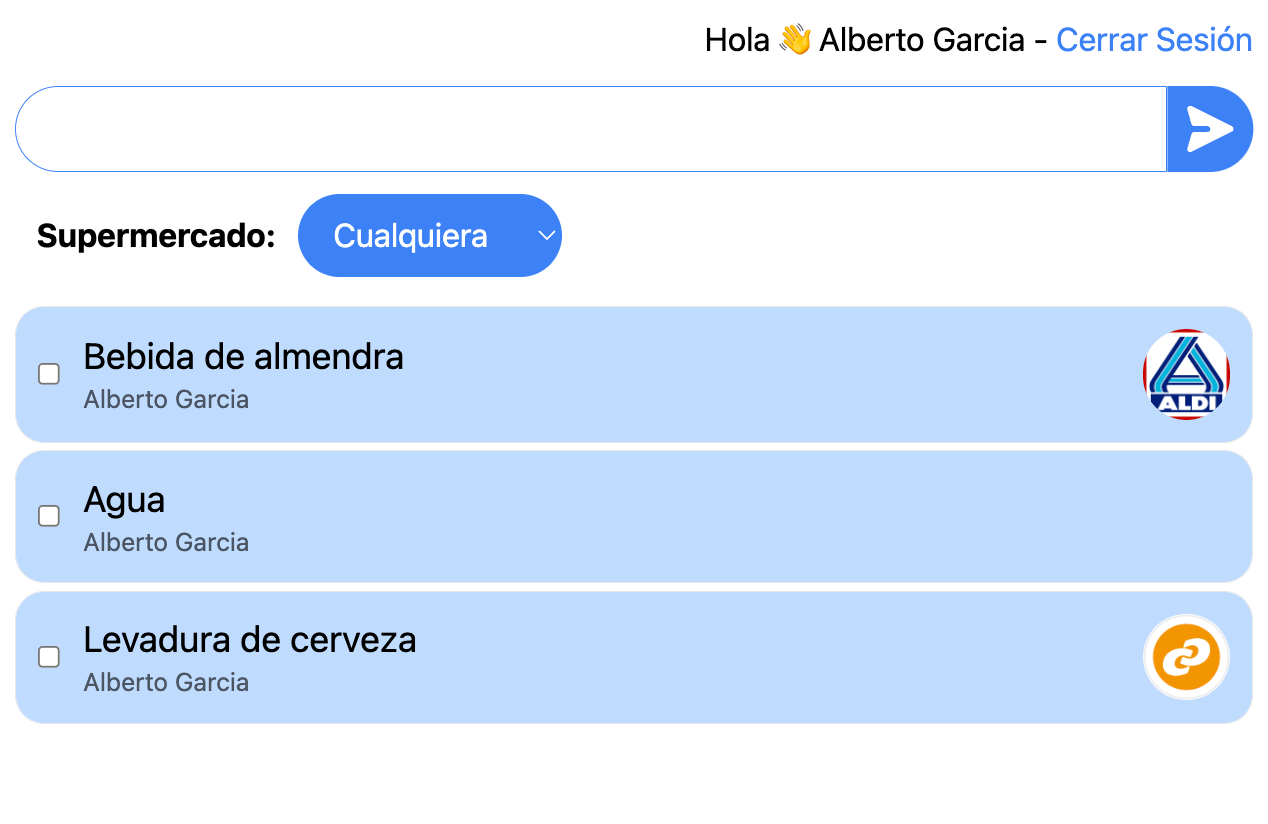 Hola 👋 Alberto Garcia - Cerrar Sesión
Supermercado: Cualquiera
Bebida de almendra
Alberto Garcia
ALDI
Agua
Alberto Garcia
Levadura de cerveza
Alberto Garcia